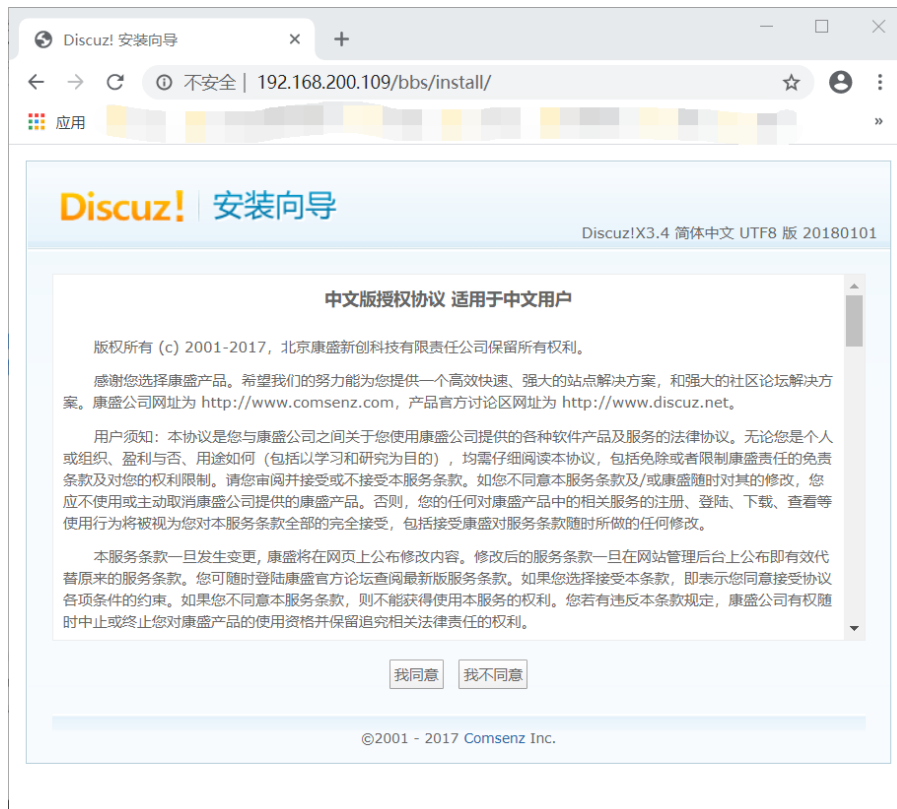 Discuz! 安装向导
不安全 | 192.168.200.109/bbs/install/
应用
Discuz! 安装向导
Discuz!X3.4 简体中文 UTF8 版 20180101
中文版授权协议 适用于中文用户
版权所有 (c) 2001-2017，北京康盛新创科技有限责任公司保留所有权利。
感谢您选择康盛产品。希望我们的努力能为您提供一个高效快速、强大的站点解决方案，和强大的社区论坛解决方
案。康盛公司网址为 http://www.comsenz.com，产品官方讨论区网址为 http://www.discuz.net。
用户须知：本协议是您与康盛公司之间关于您使用康盛公司提供的各种软件产品及服务的法律协议。无论您是个人
或组织、盈利与否、用途如何（包括以学习和研究为目的），均需仔细阅读本协议，包括免除或者限制康盛责任的免责
条款及对您的权利限制。请您审阅并接受或不接受本服务条款。如您不同意本服务条款及/或康盛随时对其的修改，您
应不使用或主动取消康盛公司提供的康盛产品。否则，您的任何对康盛产品中的相关服务的注册、登陆、下载、查看等
使用行为将被视为您对本服务条款全部的完全接受，包括接受康盛对服务条款随时所做的任何修改。
本服务条款一旦发生变更, 康盛将在网页上公布修改内容。修改后的服务条款一旦在网站管理后台上公布即有效代
替原来的服务条款。您可随时登陆康盛官方论坛查阅最新版服务条款。如果您选择接受本条款，即表示您同意接受协议
各项条件的约束。如果您不同意本服务条款，则不能获得使用本服务的权利。您若有违反本条款规定，康盛公司有权随
时中止或终止您对康盛产品的使用资格并保留追究相关法律责任的权利。
我同意 我不同意
©2001 - 2017 Comsenz Inc.